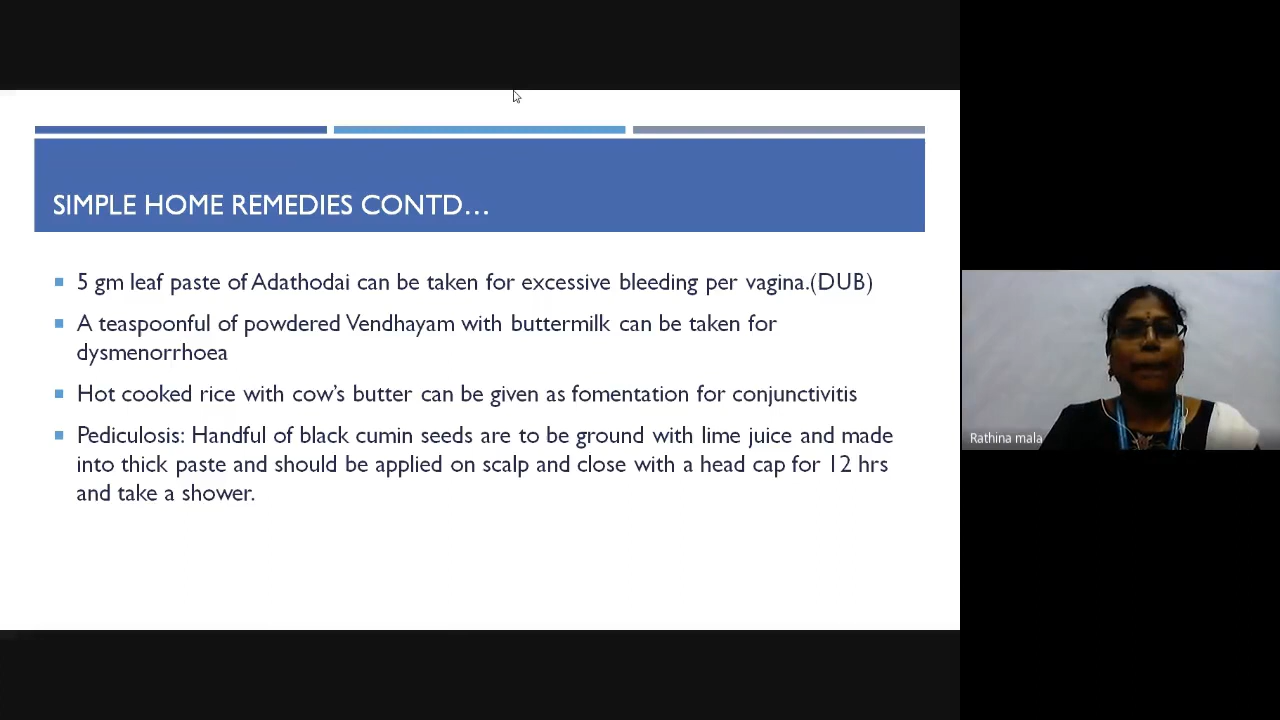 SIMPLE HOME REMEDIES CONTD...
5 gm leaf paste of Adathodai can be taken for excessive bleeding per vagina.(DUB)
A teaspoonful of powdered Vendhayam with buttermilk can be taken for
dysmenorrhoea
Hot cooked rice with cow's butter can be given as fomentation for conjunctivitis
Pediculosis: Handful of black cumin seeds are to be ground with lime juice and made
into thick paste and should be applied on scalp and close with a head cap for 12 hrs
and take a shower.
Rathina mala